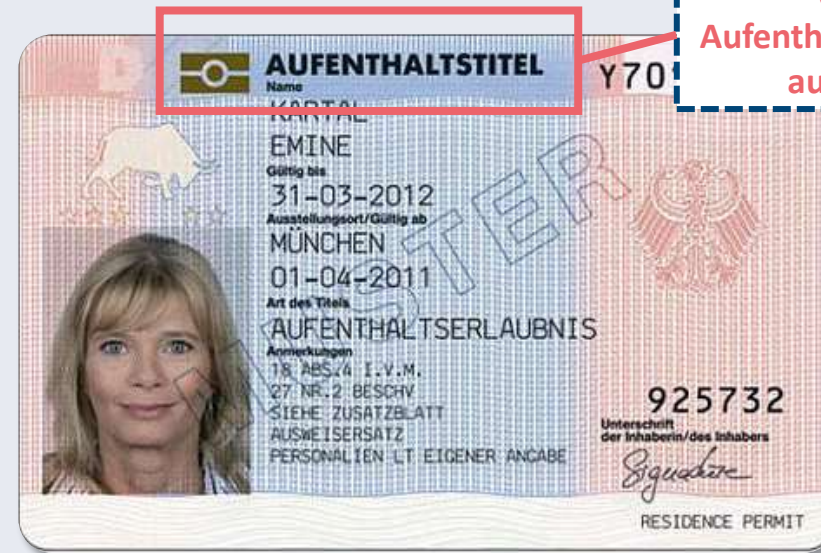 Aufenth
au
AUFENTHALTSTITEL
Y70
Name
KARTAL
EMINE
Gültig bis
31-03-2012
Ausstellungsort/Gültig ab
MÜNCHEN
01-04-2011
Art des Titels
AUFENTHALTSERLAUBNIS
Anmerkungen
18 ABS.4 I.V.M.
27 NR.2 BESCHV
SIEHE ZUSATZBLATT
AUSWEISERSATZ
PERSONALIEN LT EIGENER ANGABE
925732
Unterschrift
der Inhaberin/des Inhabers
Signature
RESIDENCE PERMIT
MUSTER